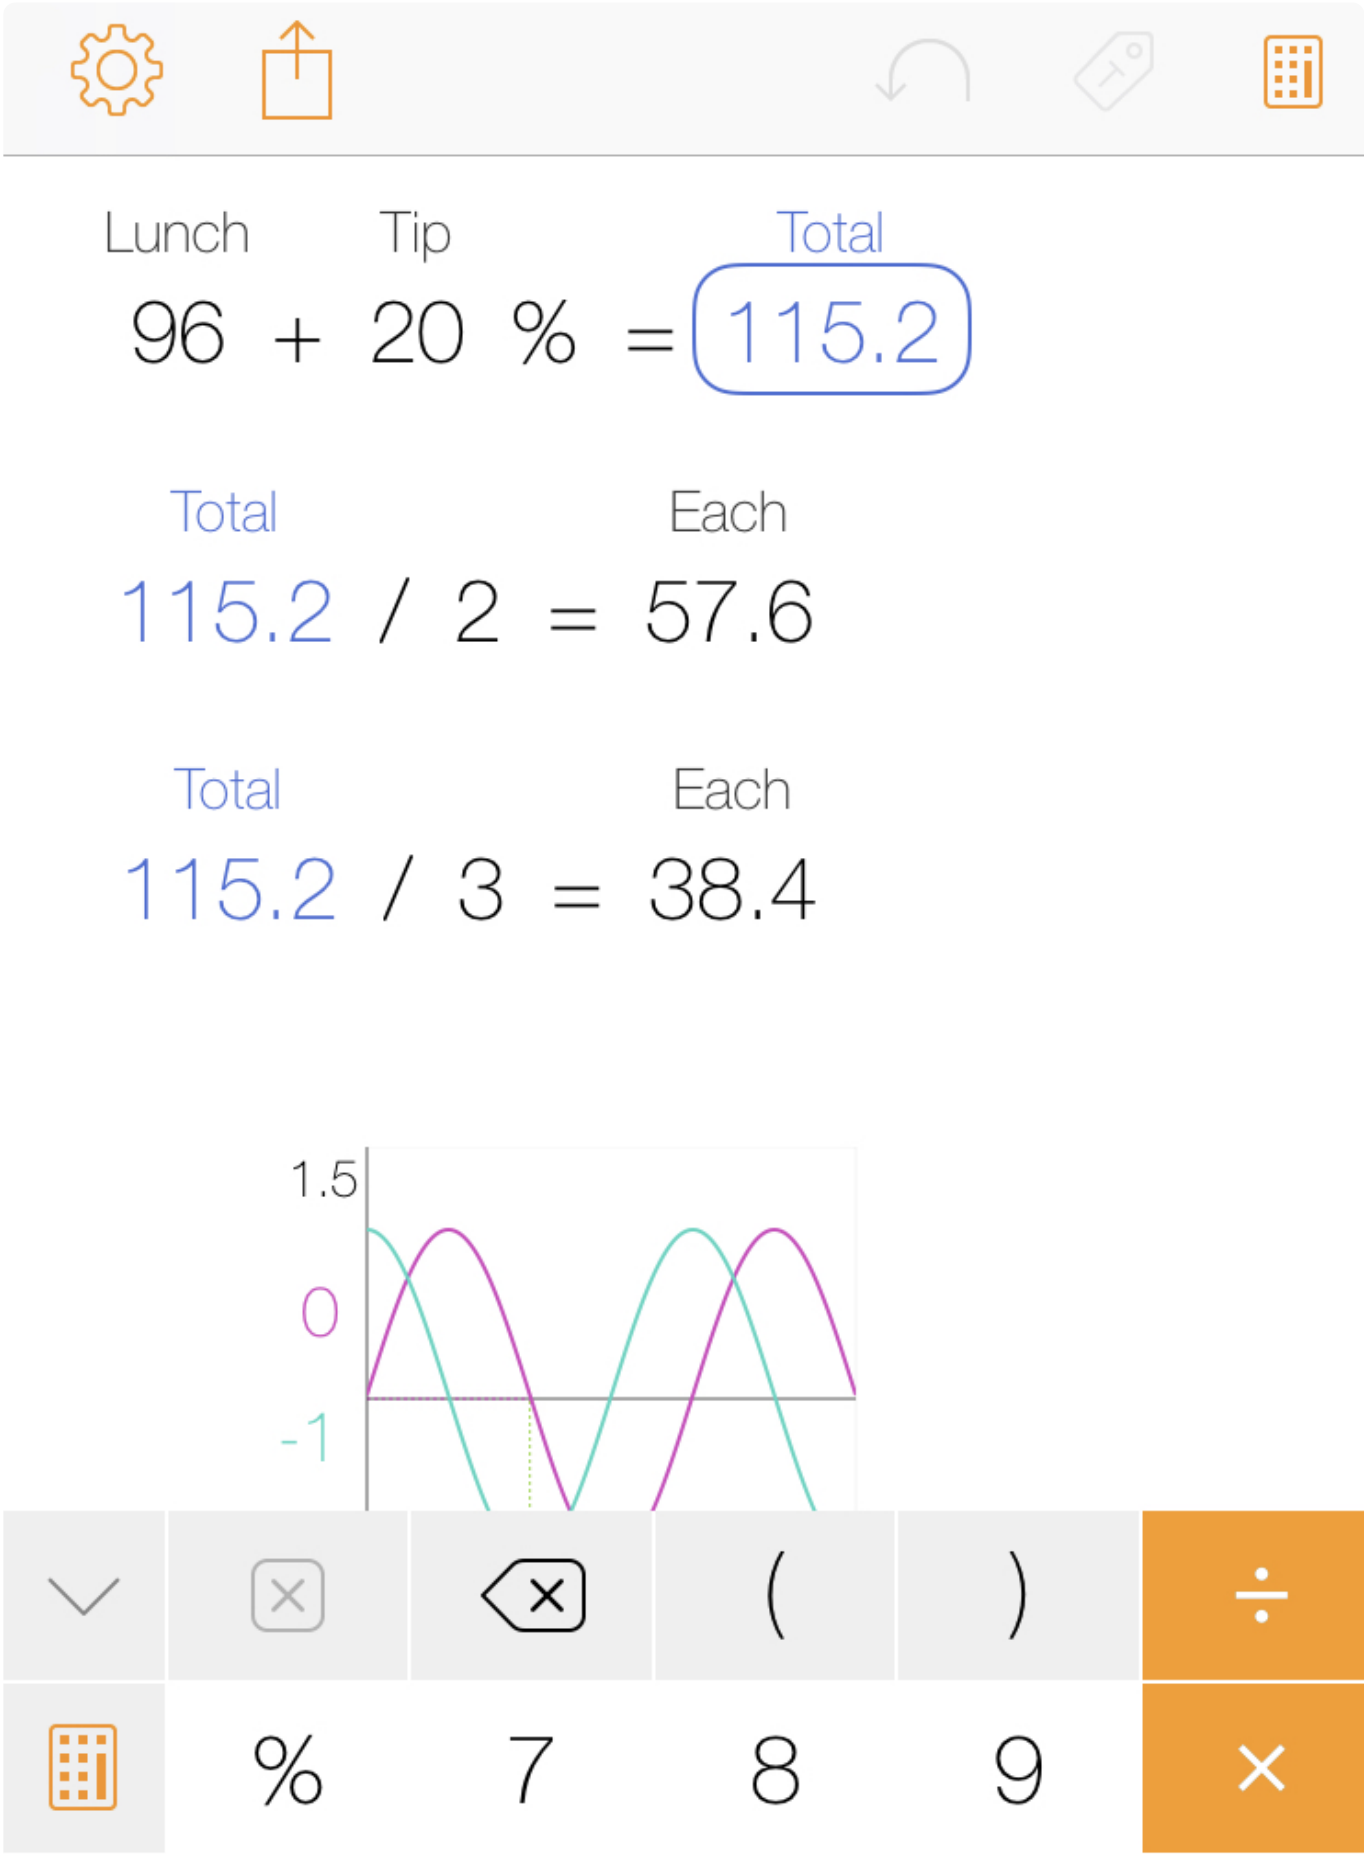 Lunch Tip Total
96 + 20 % = 115.2
Total Each
115.2 / 2 = 57.6
Total Each
115.2 / 3 = 38.4
1.5
0
-1
( ) ÷
% 7 8 9 ×